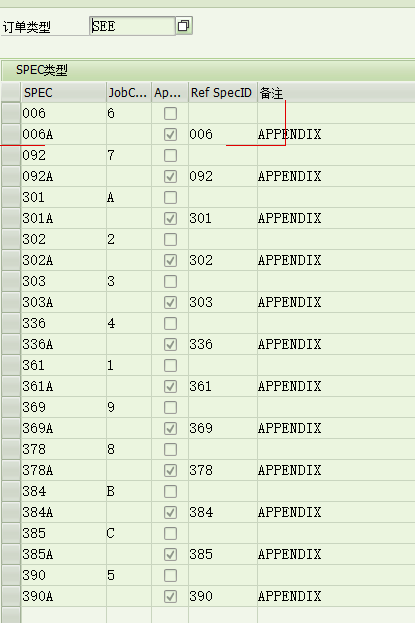 订单类型 SEE
SPEC类型
SPEC JobC... Ap... Ref SpecID 备注
006 6
006A 006 APPENDIX
092 7
092A 092 APPENDIX
301 A
301A 301 APPENDIX
302 2
302A 302 APPENDIX
303 3
303A 303 APPENDIX
336 4
336A 336 APPENDIX
361 1
361A 361 APPENDIX
369 9
369A 369 APPENDIX
378 8
378A 378 APPENDIX
384 B
384A 384 APPENDIX
385 C
385A 385 APPENDIX
390 5
390A 390 APPENDIX